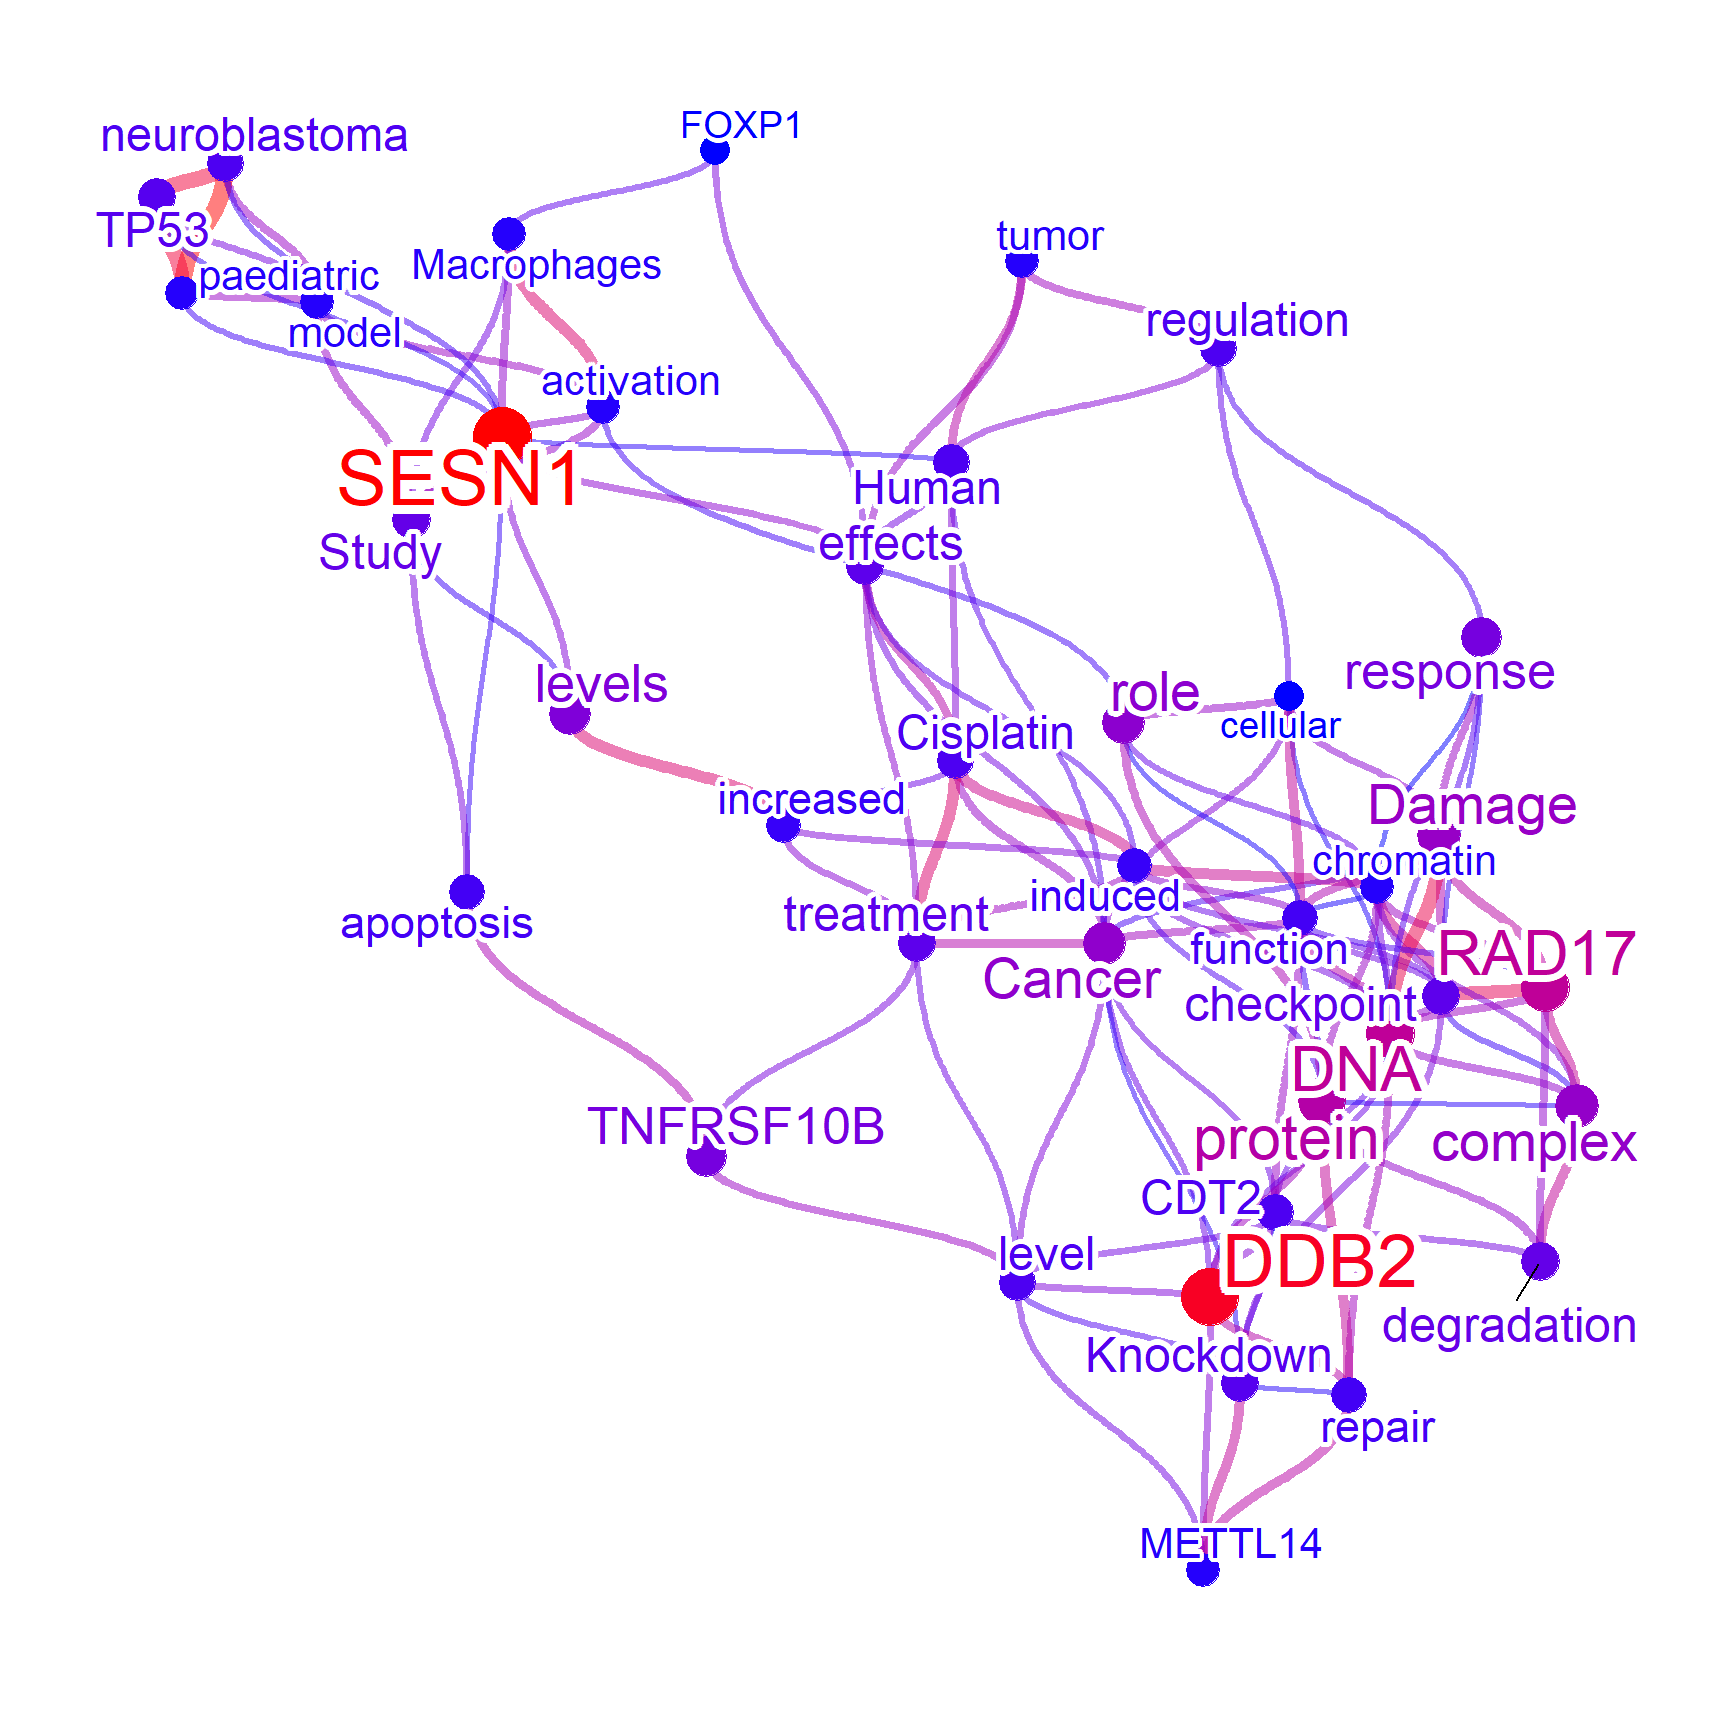 FOXP1
neuroblastoma
TP53
tumor
Macrophages
paediatric
model
regulation
activation
SESN1
Human
effects
Study
response
levels
role
cellular
Cisplatin
increased
Damage
chromatin
induced
treatment
apoptosis
function
RAD17
Cancer
checkpoint
DNA
TNFRSF10B
protein
complex
CDT2
level
DDB2
degradation
Knockdown
repair
METTL14